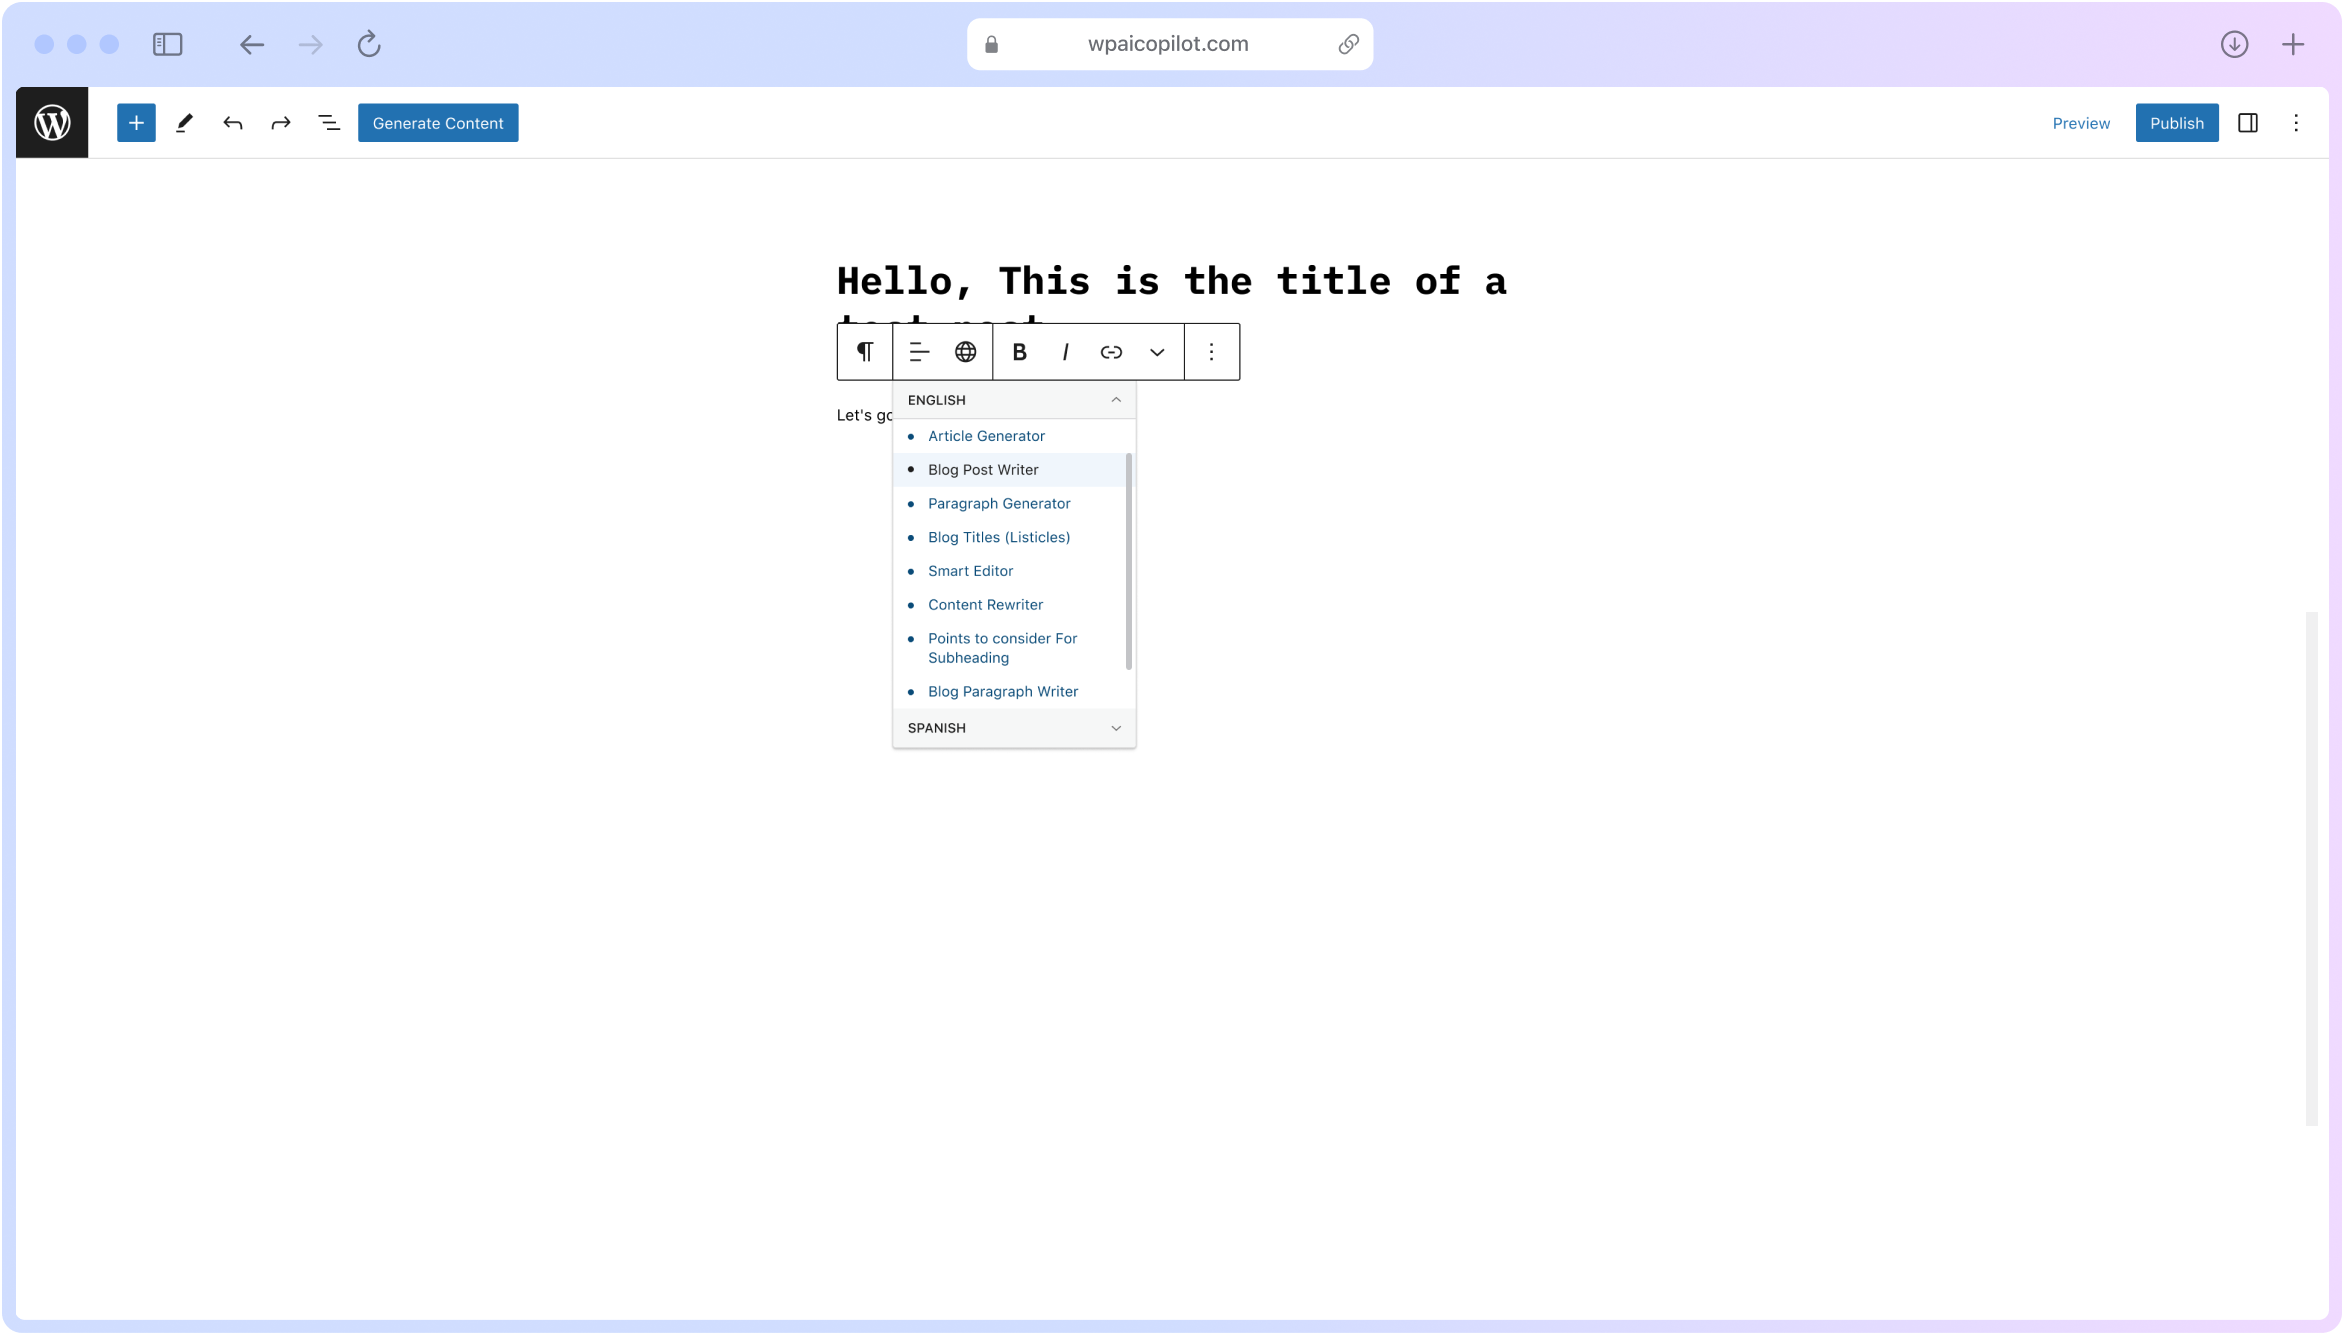 wpaicopilot.com
Generate Content
Preview
Publish
Hello, This is the title of a
test post
B I
Let's go
ENGLISH
Article Generator
Blog Post Writer
Paragraph Generator
Blog Titles (Listicles)
Smart Editor
Content Rewriter
Points to consider For
Subheading
Blog Paragraph Writer
SPANISH